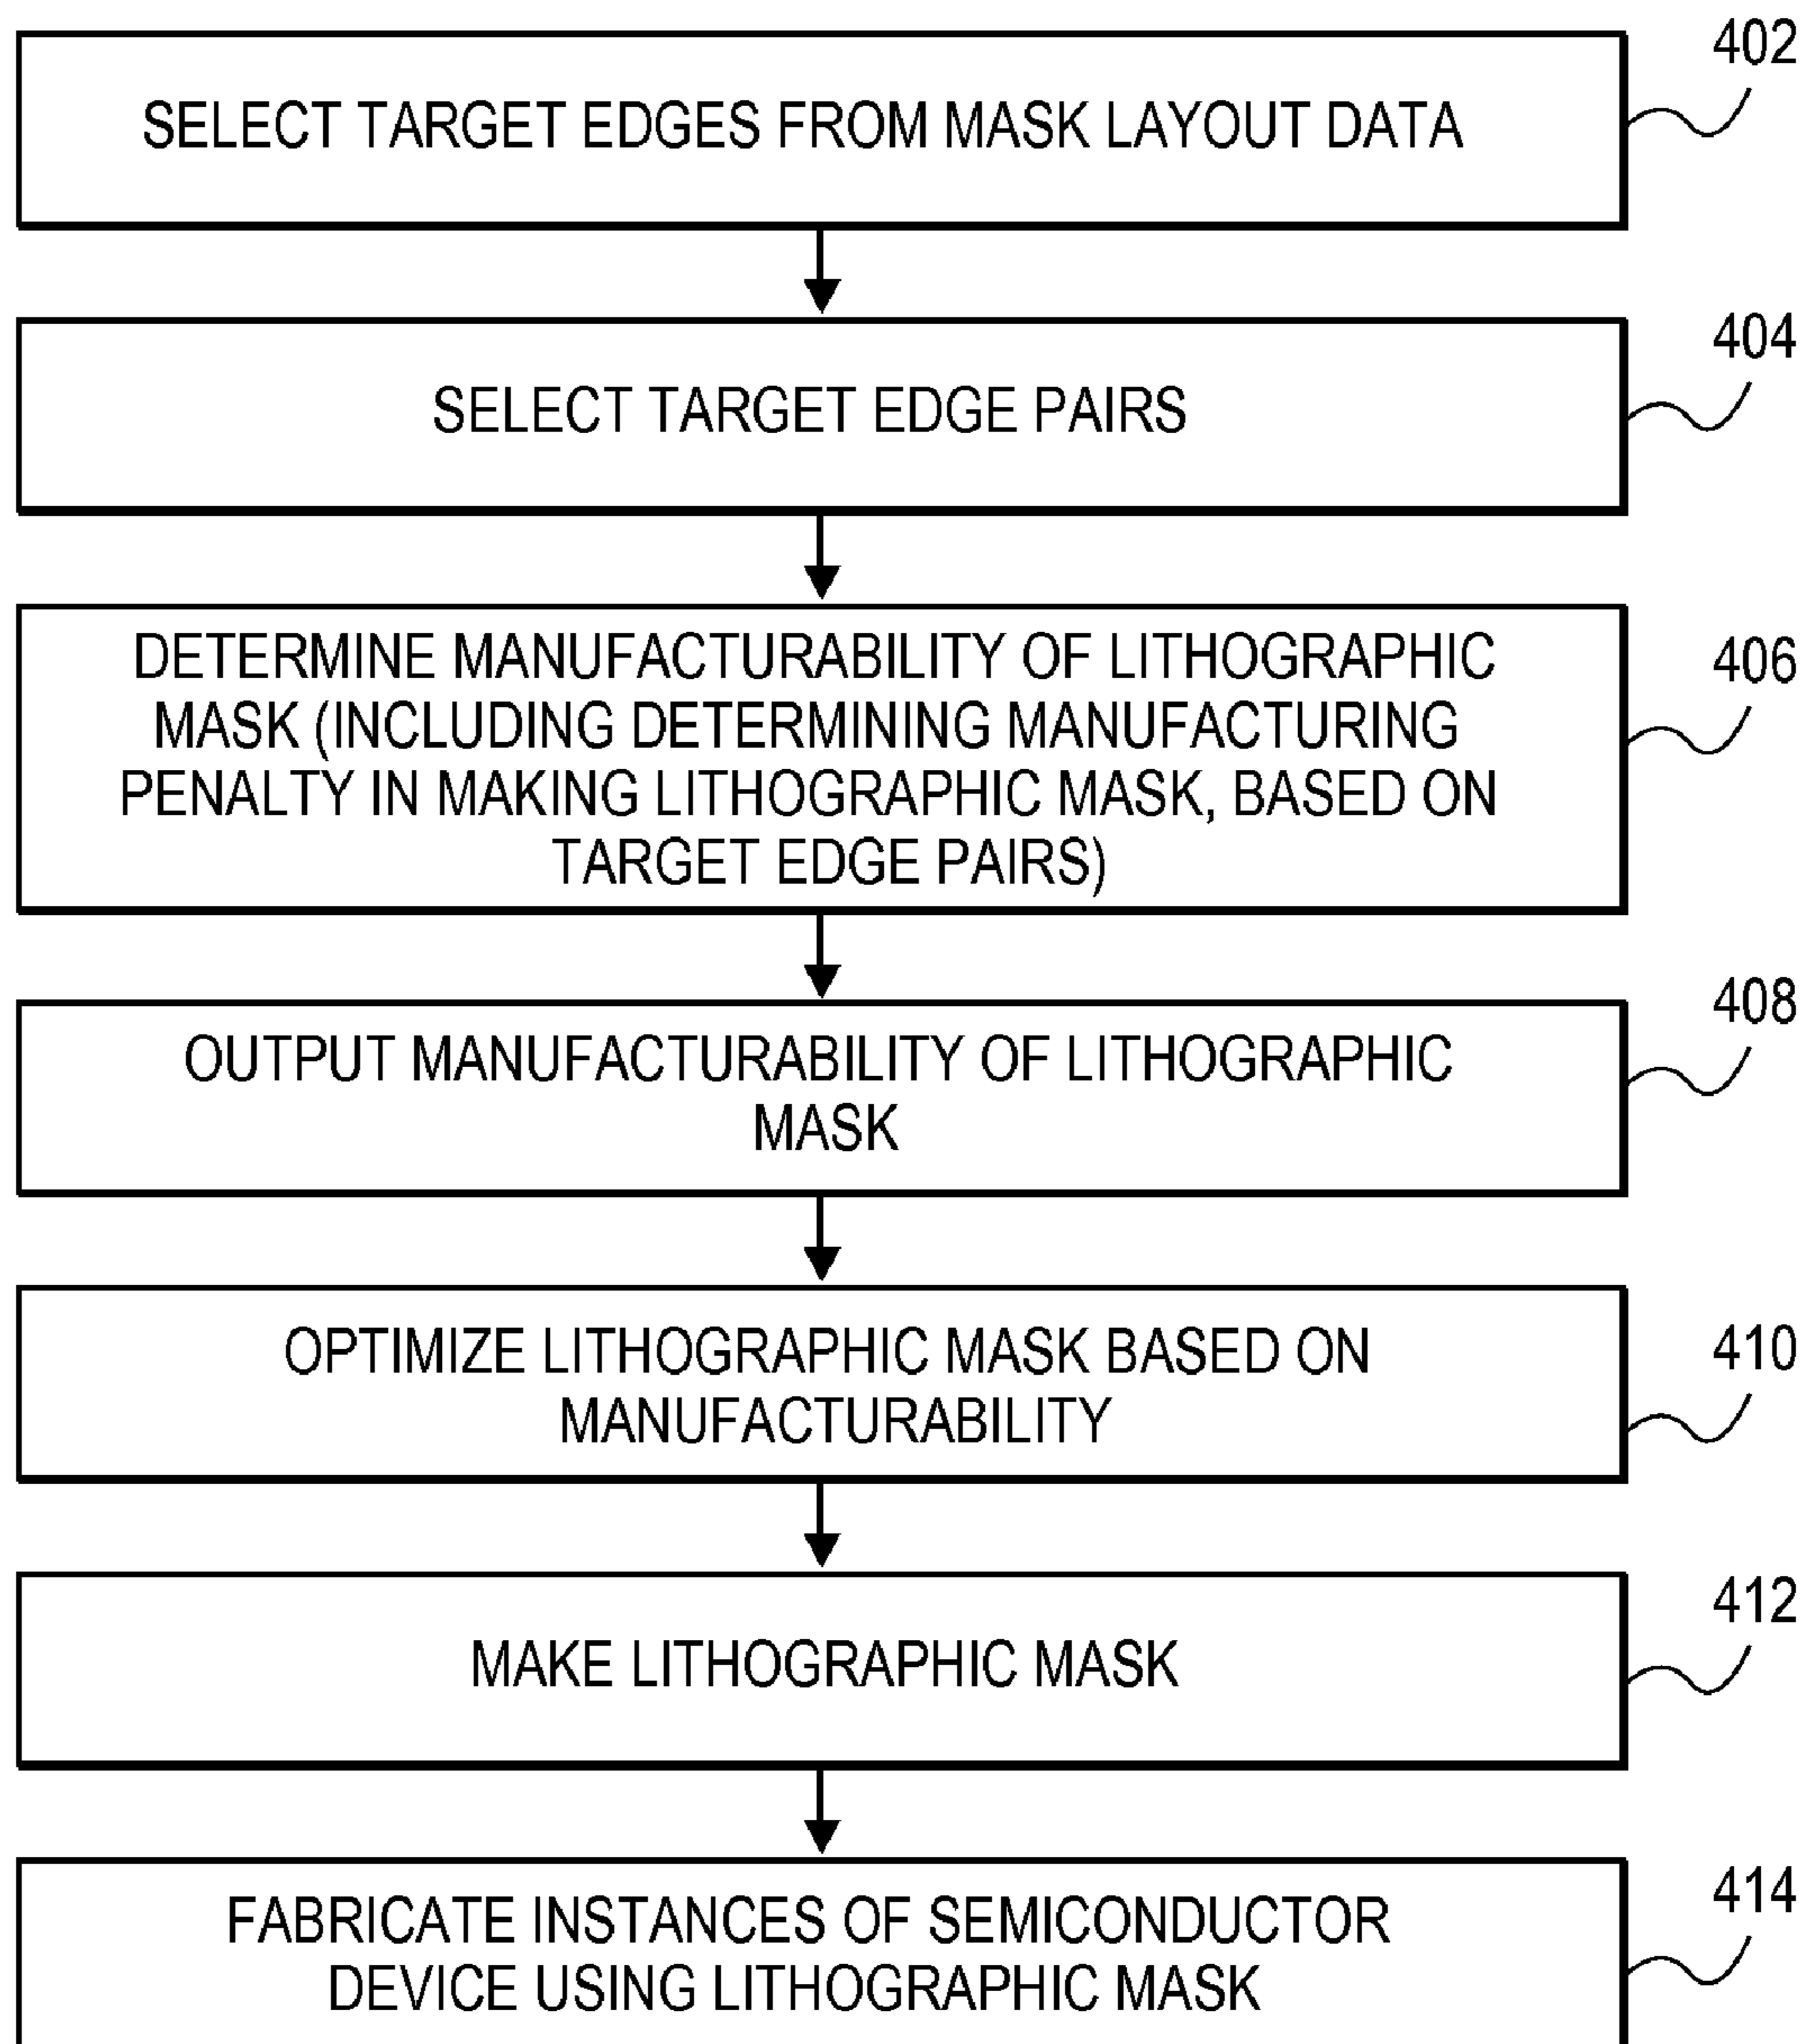 402
SELECT TARGET EDGES FROM MASK LAYOUT DATA
404
SELECT TARGET EDGE PAIRS
406
DETERMINE MANUFACTURABILITY OF LITHOGRAPHIC
MASK (INCLUDING DETERMINING MANUFACTURING
PENALTY IN MAKING LITHOGRAPHIC MASK, BASED ON
TARGET EDGE PAIRS)
408
OUTPUT MANUFACTURABILITY OF LITHOGRAPHIC
MASK
410
OPTIMIZE LITHOGRAPHIC MASK BASED ON
MANUFACTURABILITY
412
MAKE LITHOGRAPHIC MASK
414
FABRICATE INSTANCES OF SEMICONDUCTOR
DEVICE USING LITHOGRAPHIC MASK